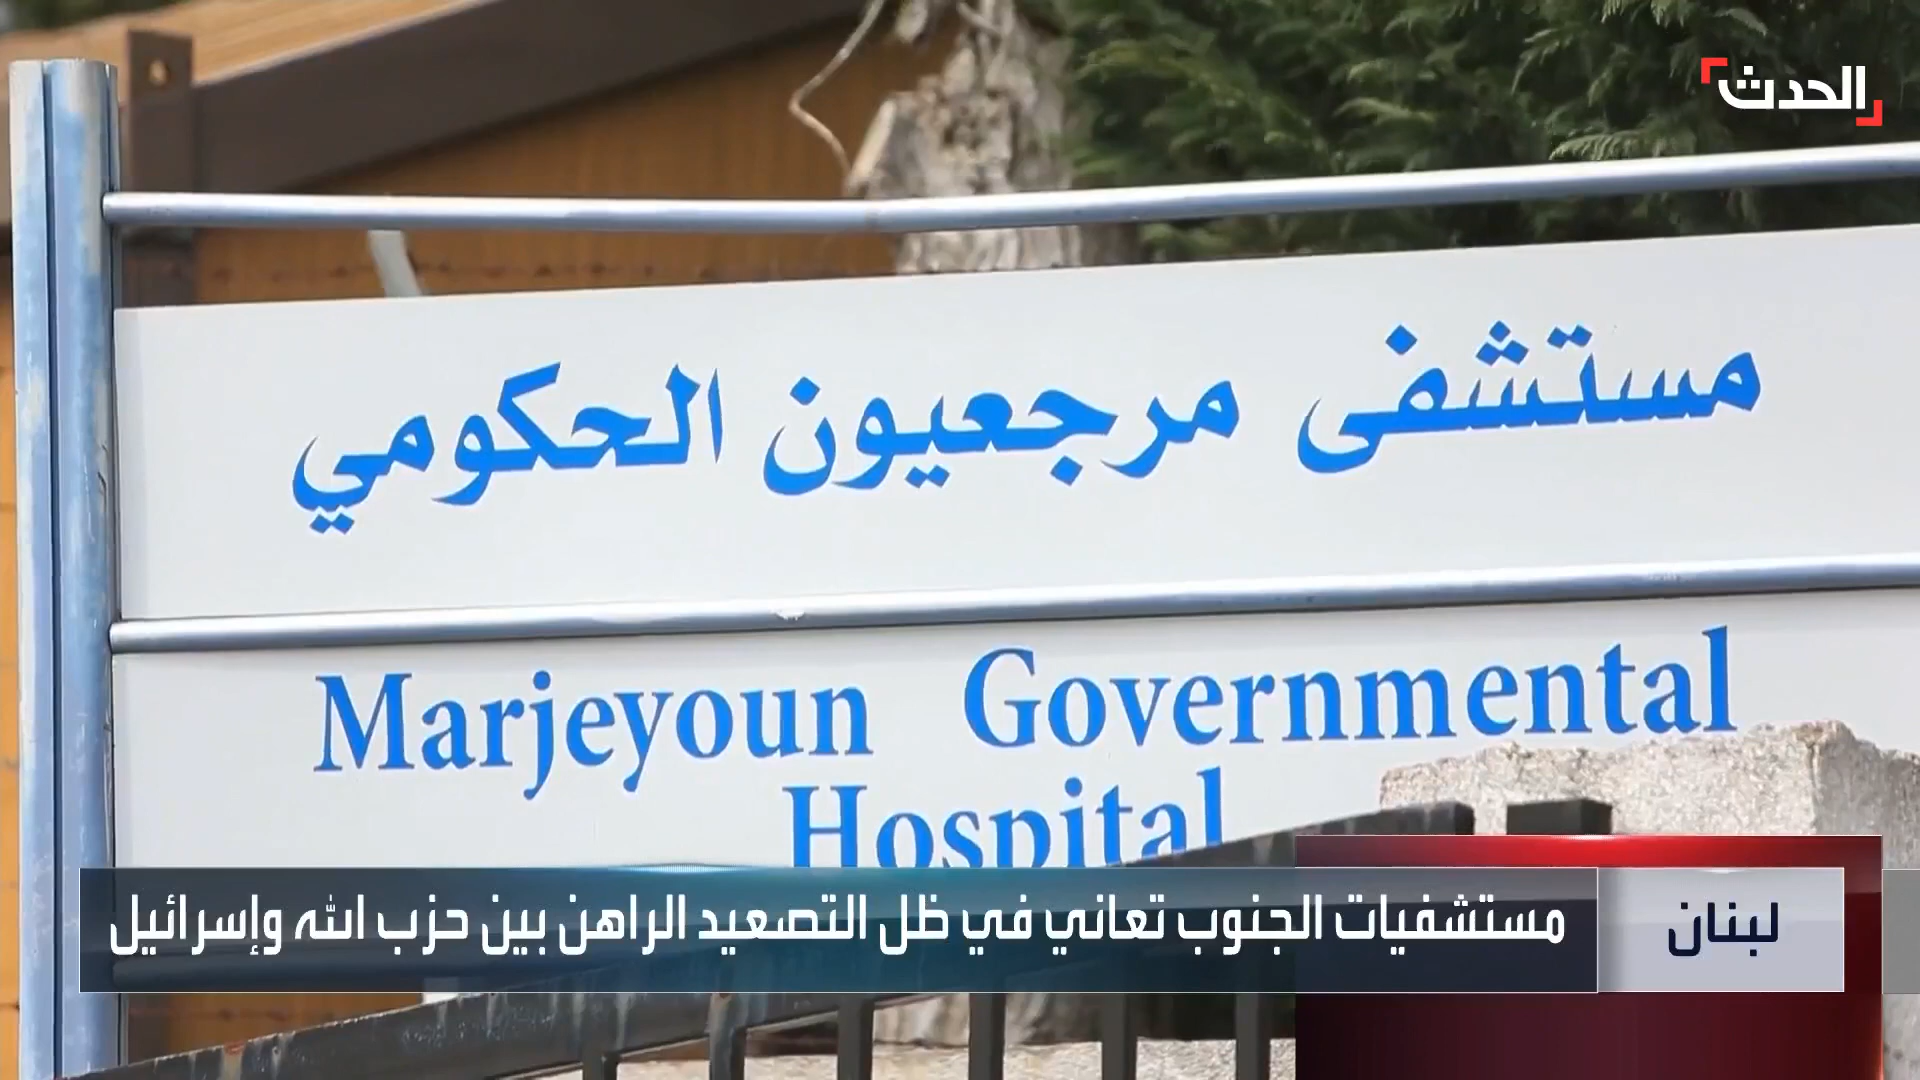 الحدث
مستشفى مرجعيون الحكومي
Marjeyoun Governmental
Hospital
لبنان
مستشفيات الجنوب تعاني في ظل التصعيد الراهن بين حزب الله وإسرائيل